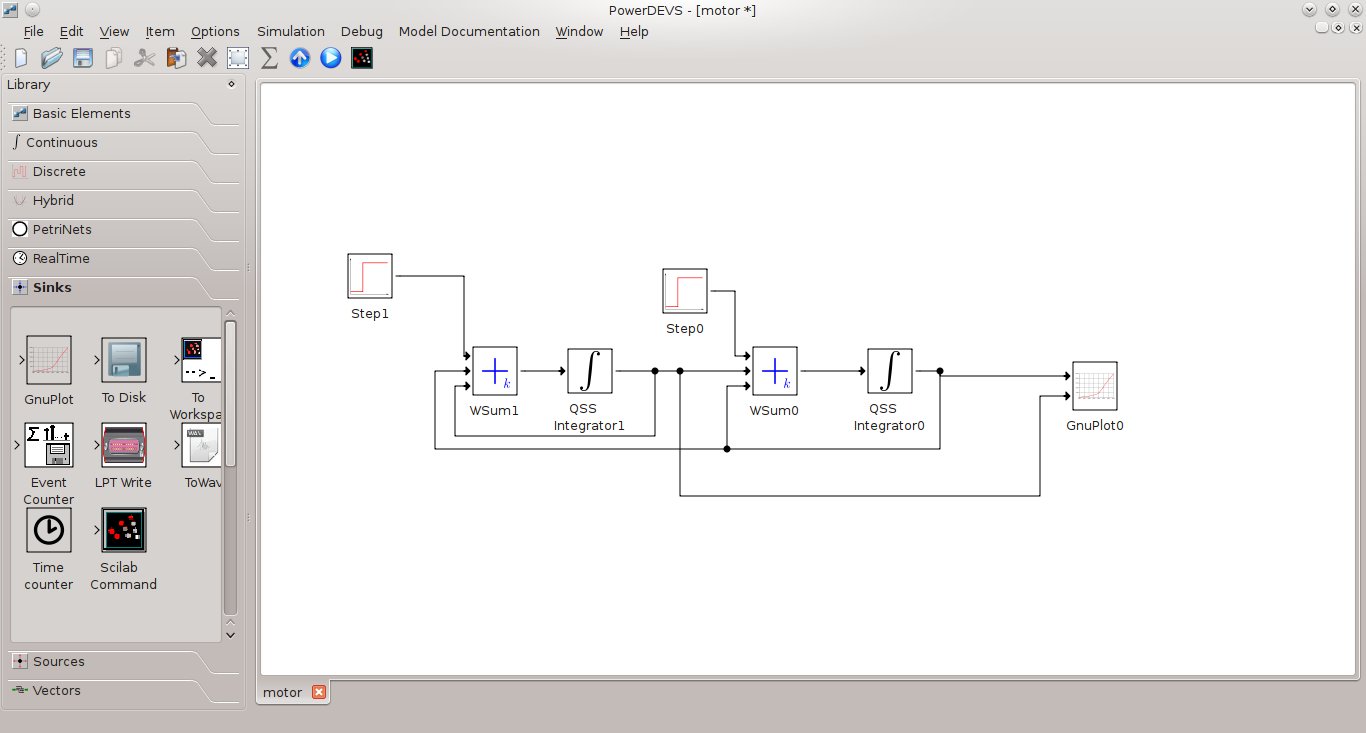 PowerDEVS - [motor *]
File Edit View Item Options Simulation Debug Model Documentation Window Help
Library
Basic Elements
Continuous
Discrete
Hybrid
PetriNets
RealTime
Sinks
GnuPlot
To Disk
To
Workspa
Event
Counter
LPT Write
ToWav
Time
counter
Scilab
Command
Sources
Vectors
Step1
Step0
WSum1
QSS
Integrator1
WSum0
QSS
Integrator0
GnuPlot0
k
k
motor